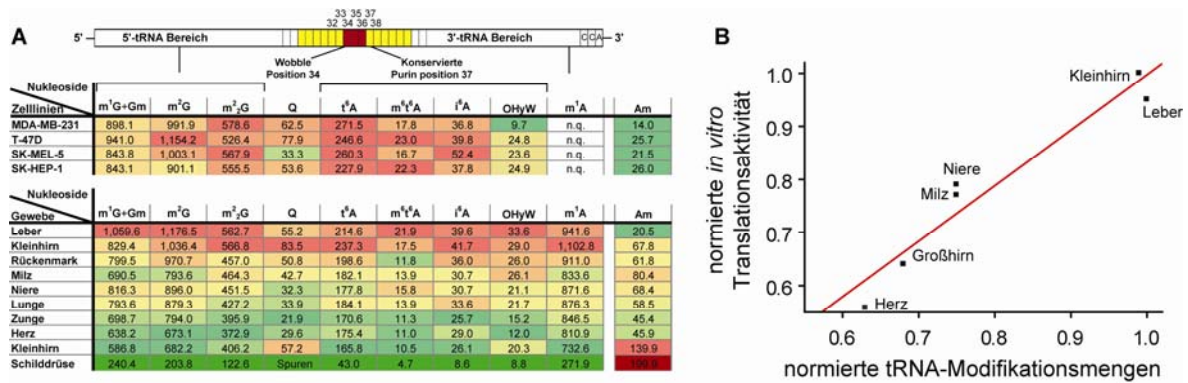 33 35 37
32 34 36 38
A
5'- 5'-tRNA Bereich 3'-tRNA Bereich C C A - 3'
Wobble Position 34
Konservierte Purin position 37
Nukleoside
Zelllinien m¹G+Gm m²G m²₂G Q t⁶A m⁶t⁶A i⁶A OHyW m¹A Am
MDA-MB-231 898.1 991.9 578.6 62.5 271.5 17.8 36.8 9.7 n.q. 14.0
T-47D 941.0 1,154.2 526.4 77.9 246.6 23.0 39.8 24.8 n.q. 25.7
SK-MEL-5 843.8 1,003.1 567.9 33.3 260.3 16.7 52.4 23.6 n.q. 21.5
SK-HEP-1 843.1 901.1 555.5 53.6 227.9 22.3 37.8 24.9 n.q. 26.0
Nukleoside
Gewebe m¹G+Gm m²G m²₂G Q t⁶A m⁶t⁶A i⁶A OHyW m¹A Am
Leber 1,059.6 1,176.5 562.7 55.2 214.6 21.9 39.6 33.6 941.6 20.5
Kleinhirn 829.4 1,036.4 566.8 83.5 237.3 17.5 41.7 29.0 1,102.8 67.8
Rückenmark 799.5 970.7 457.0 50.8 198.6 11.8 36.0 26.0 911.0 61.8
Milz 690.5 793.6 464.3 42.7 182.1 13.9 30.7 26.1 833.6 80.4
Niere 816.3 896.0 451.5 32.3 177.8 15.8 30.7 21.1 871.6 68.4
Lunge 793.6 879.3 427.2 33.9 184.1 13.9 33.6 21.7 876.3 58.5
Zunge 698.7 794.0 395.9 21.9 170.6 11.3 25.7 15.2 846.5 45.4
Herz 638.2 673.1 372.9 29.6 175.4 11.0 29.0 12.0 810.9 45.9
Kleinhirn 586.8 682.2 406.2 57.2 165.8 10.5 26.1 20.3 732.6 139.9
Schilddrüse 240.4 203.8 122.6 Spuren 43.0 4.7 8.6 8.8 271.9
B
normierte in vitro
Translationsaktivität
1.0
0.9
0.8
0.7
0.6
Kleinhirn
Leber
Niere
Milz
Großhirn
Herz
0.6 0.7 0.8 0.9 1.0
normierte tRNA-Modifikationsmengen